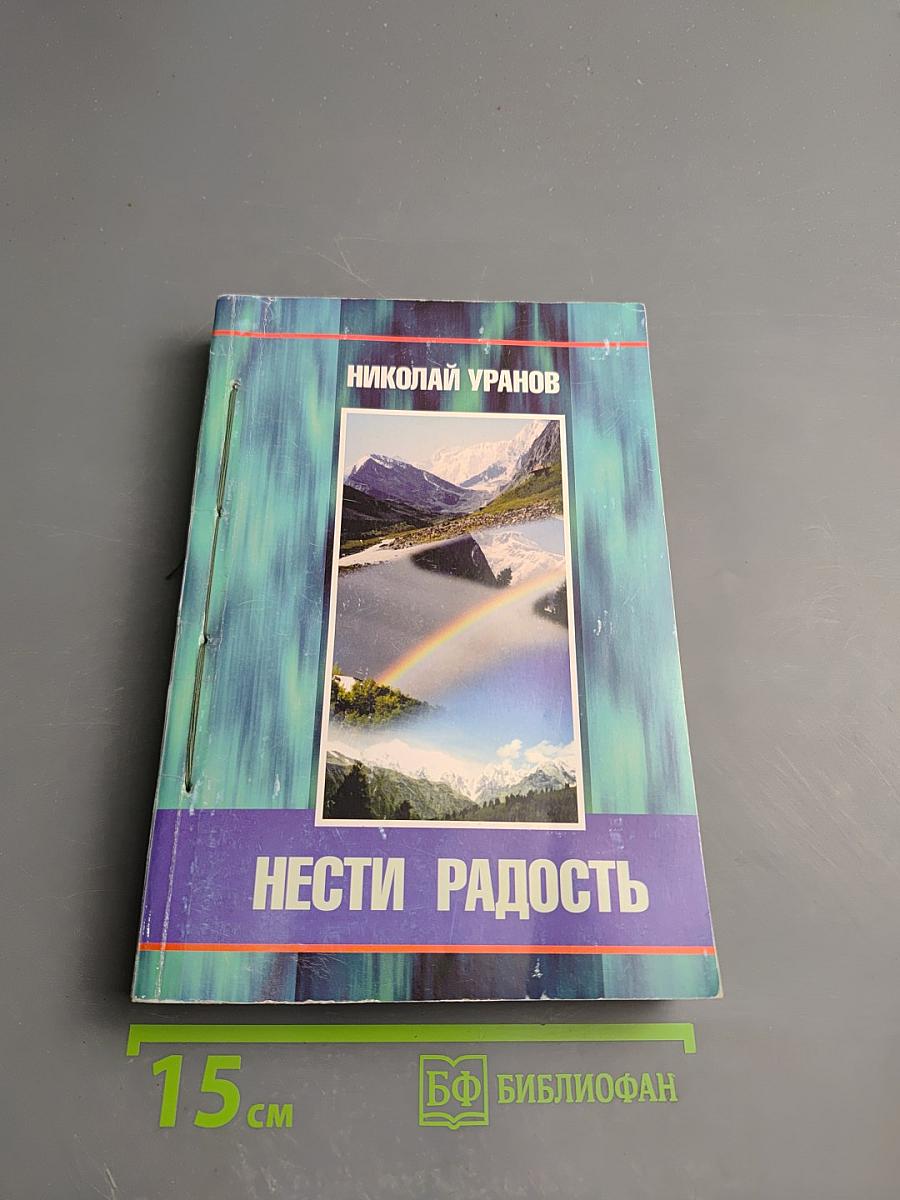 НИКОЛАЙ УРАНОВ
НЕСТИ РАДОСТЬ
15 см
БФ БИБЛИОФАН